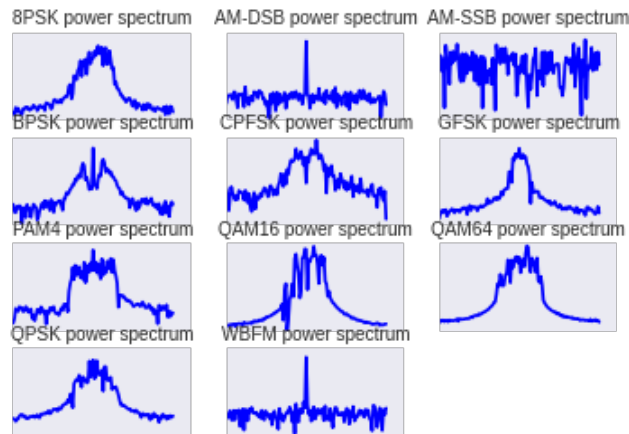 8PSK power spectrum
AM-DSB power spectrum
AM-SSB power spectrum
BPSK power spectrum
CPFSK power spectrum
GFSK power spectrum
PAM4 power spectrum
QAM16 power spectrum
QAM64 power spectrum
QPSK power spectrum
WBFM power spectrum